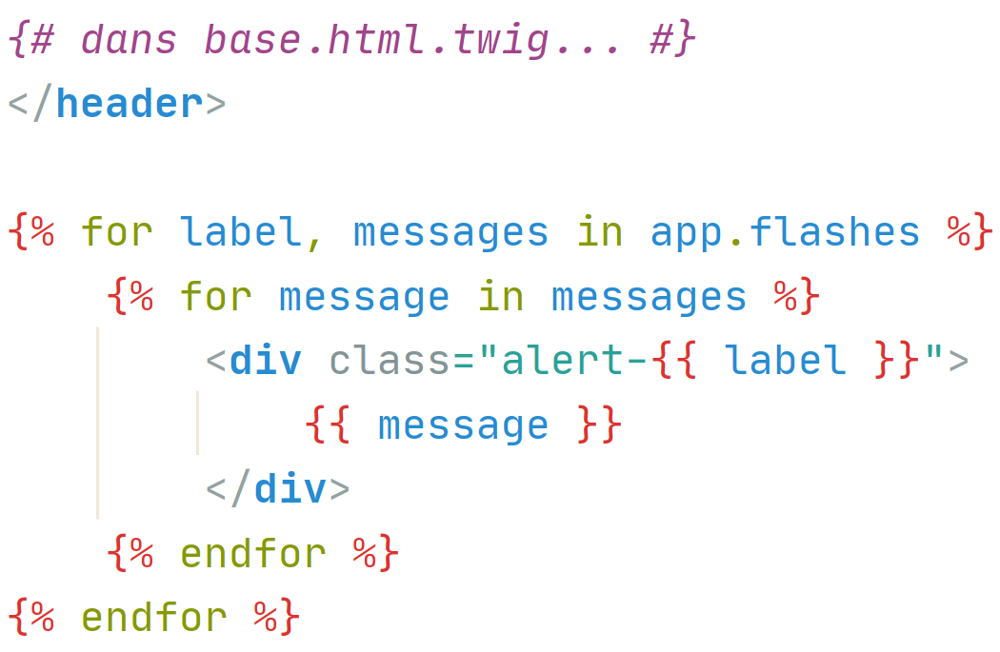 {# dans base.html.twig... #}
</header>

{% for label, messages in app.flashes %}
    {% for message in messages %}
        <div class="alert-{{ label }}">
            {{ message }}
        </div>
    {% endfor %}
{% endfor %}